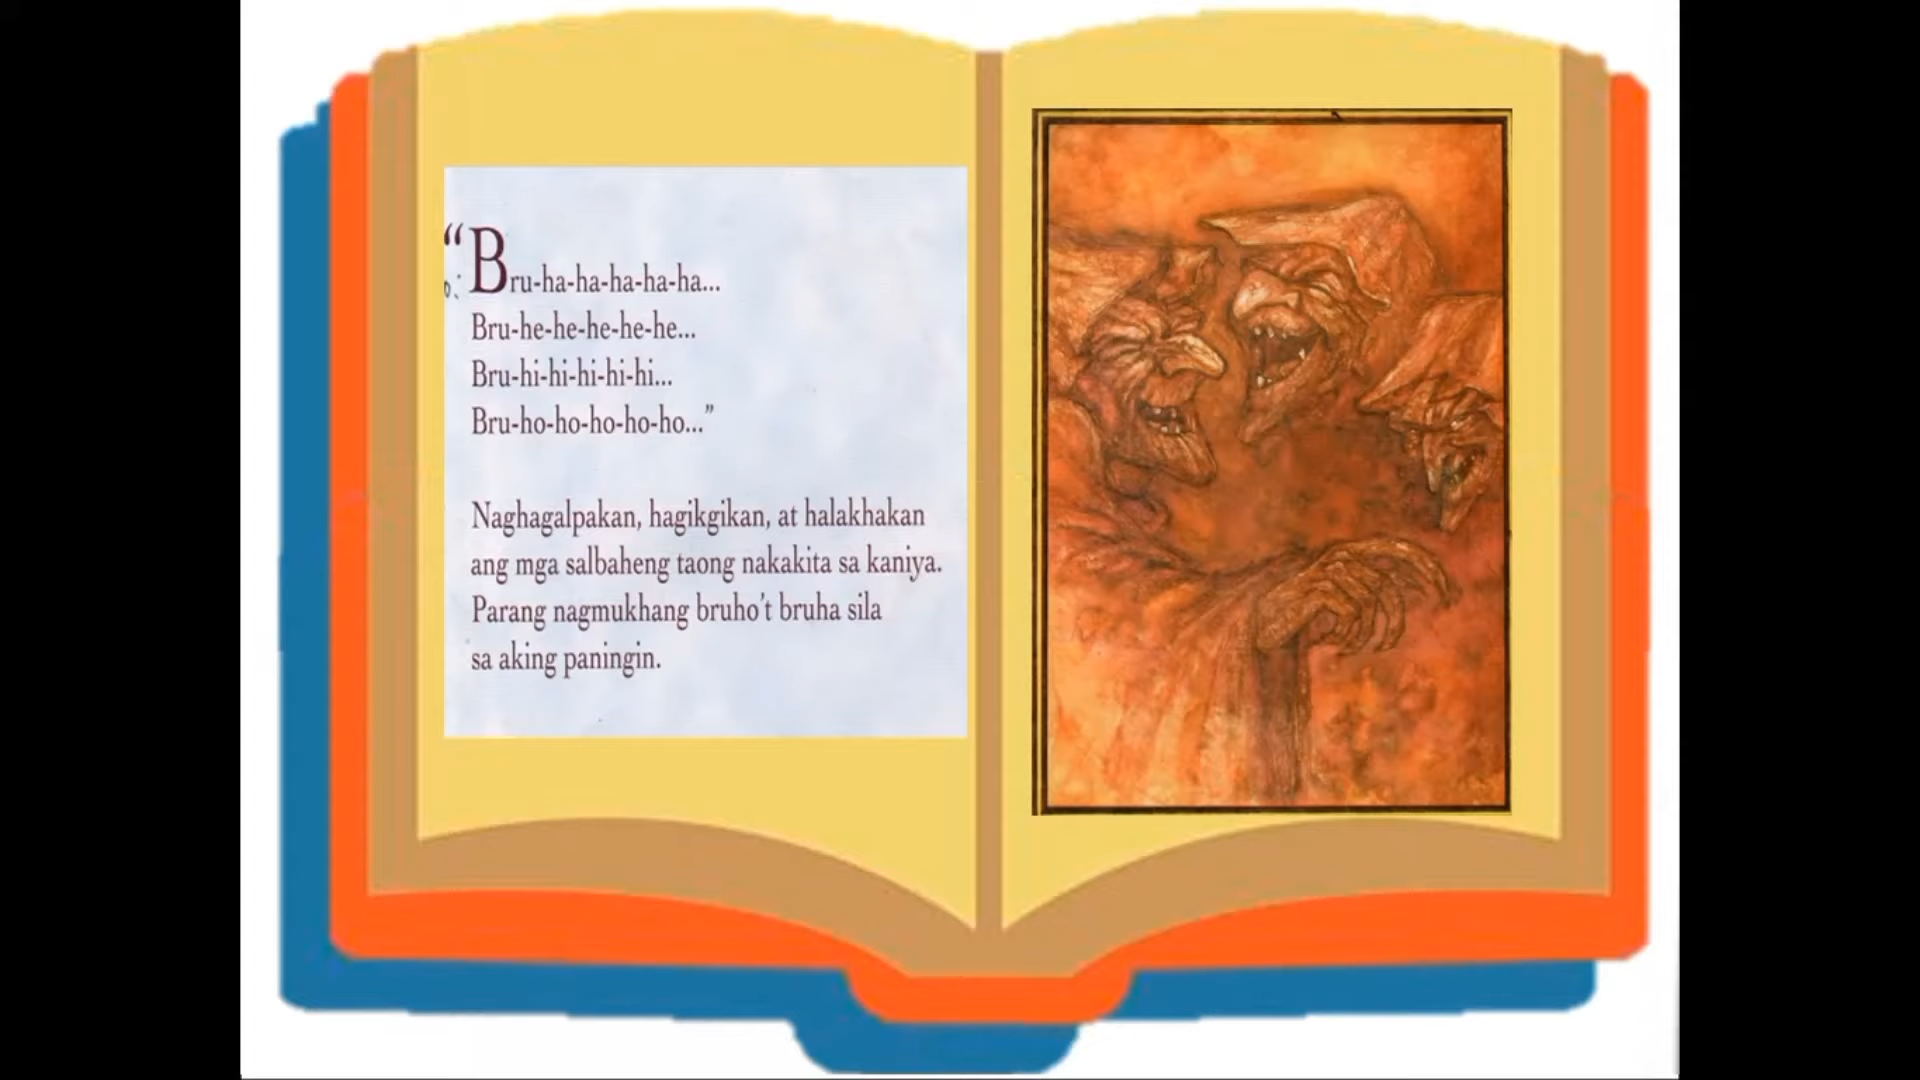 “Bru-ha-ha-ha-ha-ha...
Bru-he-he-he-he-he...
Bru-hi-hi-hi-hi-hi...
Bru-ho-ho-ho-ho-ho...”
Naghagalpakan, hagikgikan, at halakhakan
ang mga salbaheng taong nakakita sa kaniya.
Parang nagmukhang bruho’t bruha sila
sa aking paningin.